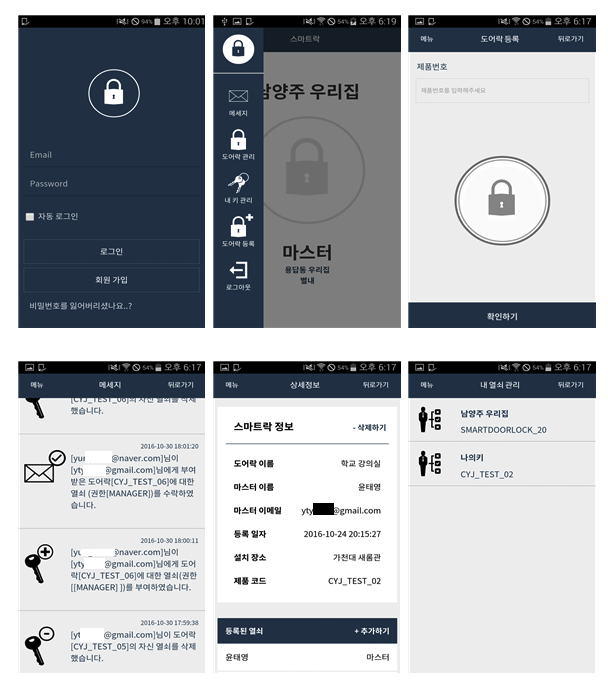 94% 오후 10:01
Email
Password
자동 로그인
로그인
회원 가입
비밀번호를 잃어버리셨나요..?
54% 오후 6:19
스마트락
남양주 우리집
메세지
도어락 관리
내 키 관리
도어락 등록
로그아웃
마스터
용답동 우리집
별내
54% 오후 6:17
메뉴 도어락 등록 뒤로가기
제품번호
제품번호를 입력해주세요
확인하기
54% 오후 6:17
메뉴 메세지 뒤로가기
[CYJ_TEST_06]의 자신 열쇠를 삭제
했습니다.
2016-10-30 18:01:20
@naver.com]님이
@gmail.com]님에게 부여
받은 도어락[CYJ_TEST_06]에 대한
열쇠 (권한[MANAGER])를 수락하였
습니다.
2016-10-30 18:00:11
@naver.com]님이
@gmail.com]님에게 도어
락[CYJ_TEST_06]에 대한 열쇠(권한
[[MANAGER] ])를 부여하였습니다.
2016-10-30 17:59:38
@gmail.com]님이 도어락
[CYJ_TEST_05]의 자신 열쇠를 삭제
했습니다.
54% 오후 6:17
메뉴 상세정보 뒤로가기
스마트락 정보 - 삭제하기
도어락 이름 학교 강의실
마스터 이름 윤태영
마스터 이메일 yty @gmail.com
등록 일자 2016-10-24 20:15:27
설치 장소 가천대 새롬관
제품 코드 CYJ_TEST_02
등록된 열쇠 + 추가하기
윤태영 마스터
54% 오후 6:17
메뉴 내 열쇠 관리 뒤로가기
남양주 우리집
SMARTDOORLOCK_20
나의키
CYJ_TEST_02